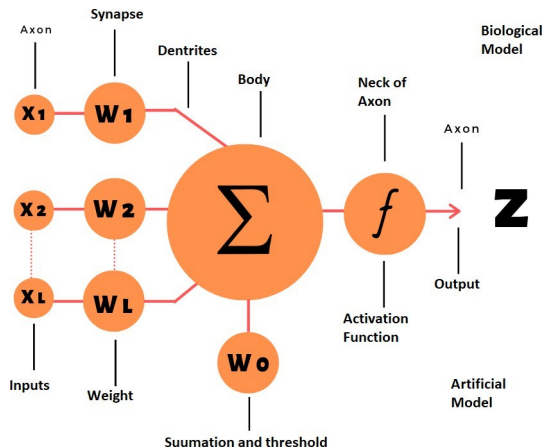 Synapse
Axon
Dentrites
Biological
Model
Body
Neck of
Axon
X1
W1
Axon
X2
W2
Σ
f
Z
XL
WL
Output
Activation
Function
Inputs
Weight
W0
Artificial
Model
Suumation and threshold